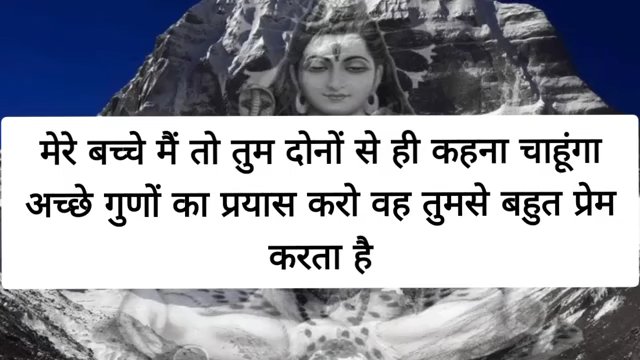 मेरे बच्चे मैं तो तुम दोनों से ही कहना चाहूंगा
अच्छे गुणों का प्रयास करो वह तुमसे बहुत प्रेम
करता है